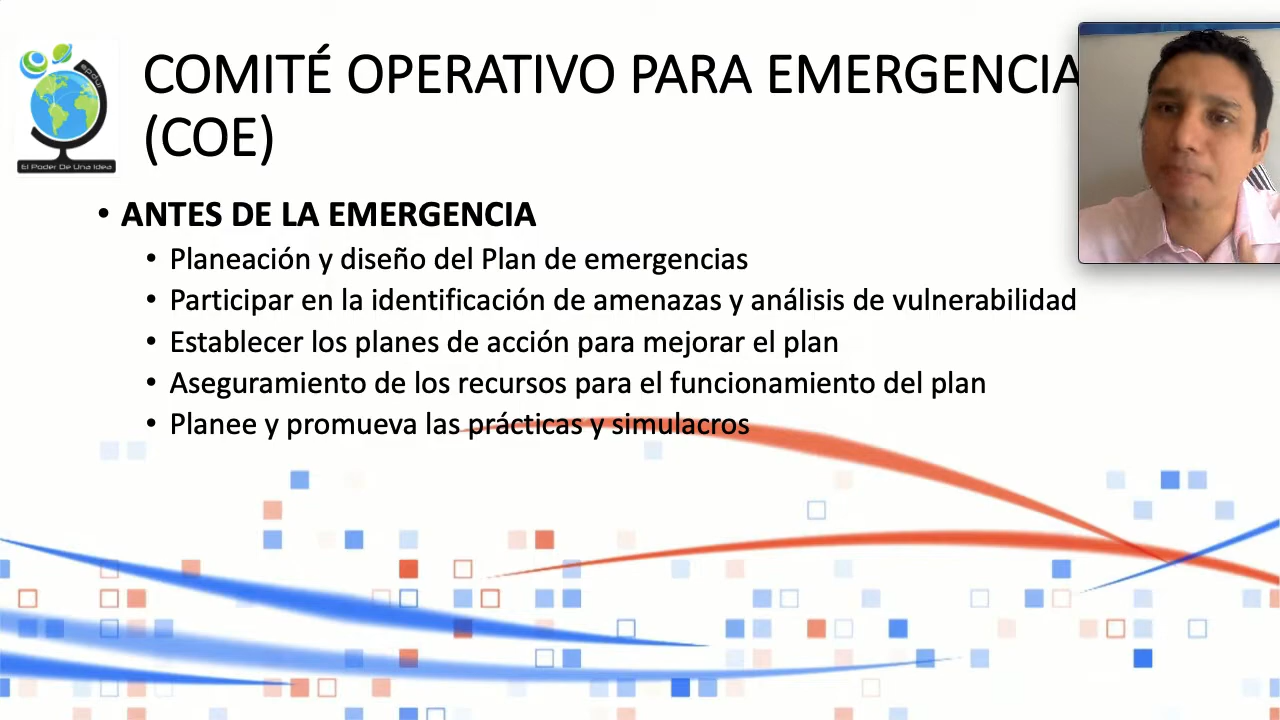 COMITÉ OPERATIVO PARA EMERGENCIA
(COE)
El Poder De Una Idea
• ANTES DE LA EMERGENCIA
• Planeación y diseño del Plan de emergencias
• Participar en la identificación de amenazas y análisis de vulnerabilidad
• Establecer los planes de acción para mejorar el plan
• Aseguramiento de los recursos para el funcionamiento del plan
• Planee y promueva las prácticas y simulacros